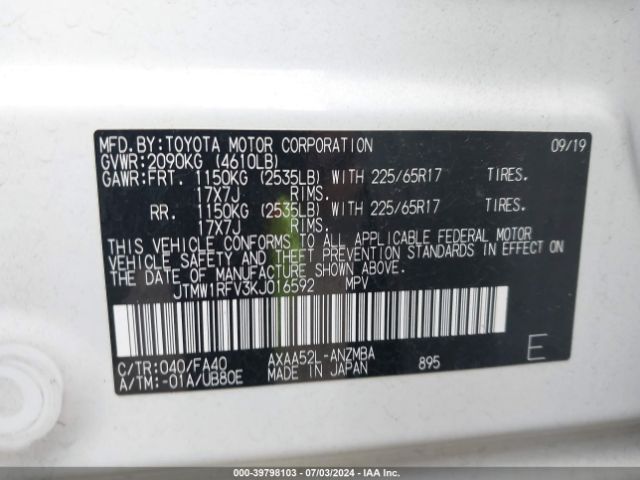 MFD.BY:TOYOTA MOTOR CORPORATION 09/19
GVWR:2090KG (4610LB)
GAWR:FRT. 1150KG (2535LB) WITH 225/65R17 TIRES.
17X7J RIMS.
RR. 1150KG (2535LB) WITH 225/65R17 TIRES.
17X7J RIMS.
THIS VEHICLE CONFORMS TO ALL APPLICABLE FEDERAL MOTOR
VEHICLE SAFETY AND THEFT PREVENTION STANDARDS IN EFFECT ON
THE DATE OF MANUFACTURE SHOWN ABOVE.
JTMW1RFV3KJ016592 MPV
C/TR:040/FA40 AXAA52L-ANZMBA 895 E
A/TM:-01A/UB80E MADE IN JAPAN
000-39798103 - 07/03/2024 - IAA Inc.